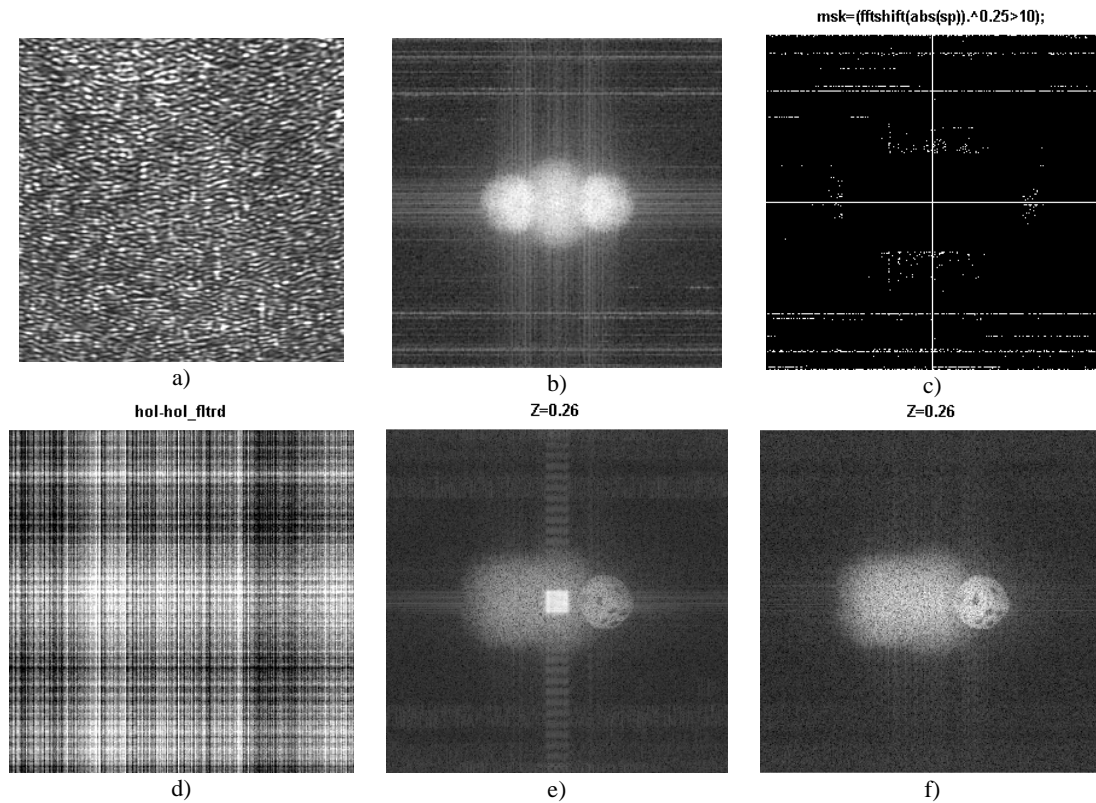 msk=(fftshift(abs(sp)).^0.25>10);
a)
b)
c)
hol-hol_fltrd
Z=0.26
Z=0.26
d)
e)
f)